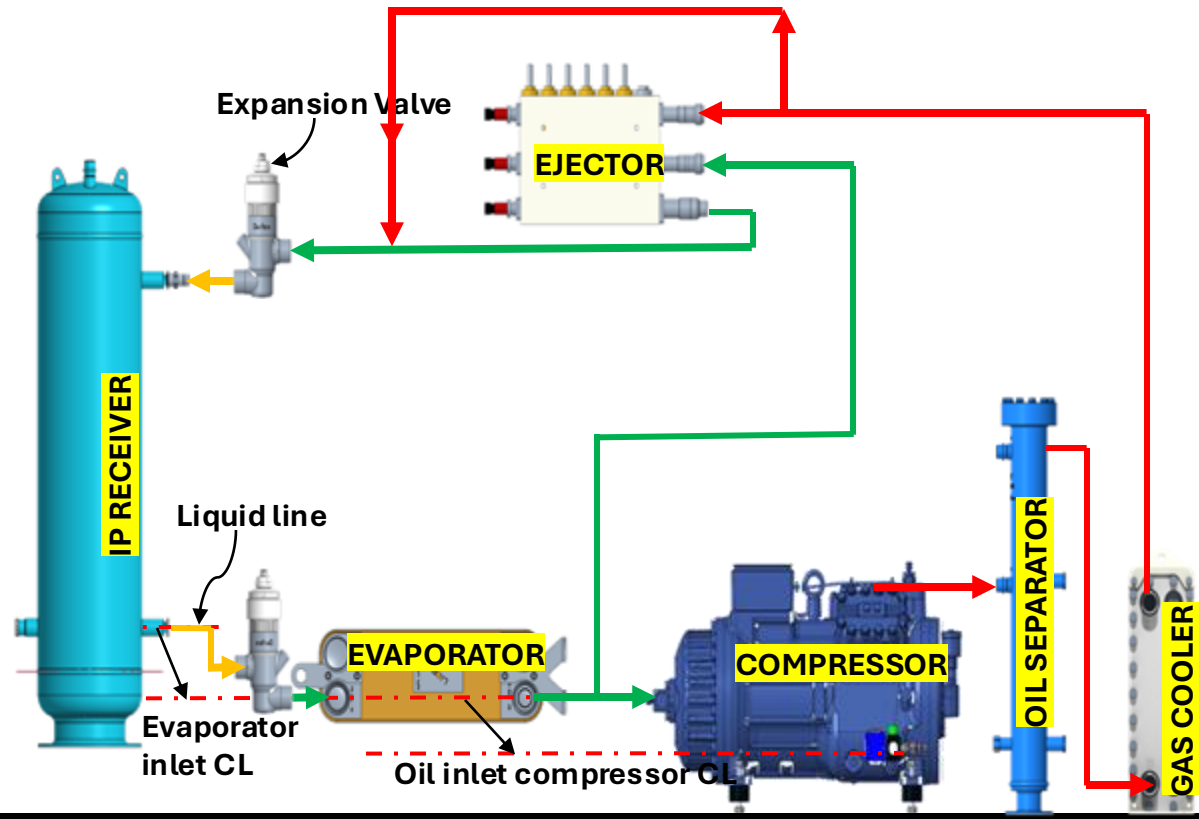 Expansion Valve
EJECTOR
IP RECEIVER
Liquid line
EVAPORATOR
COMPRESSOR
OIL SEPARATOR
GAS COOLER
Evaporator
inlet CL
Oil inlet compressor CL